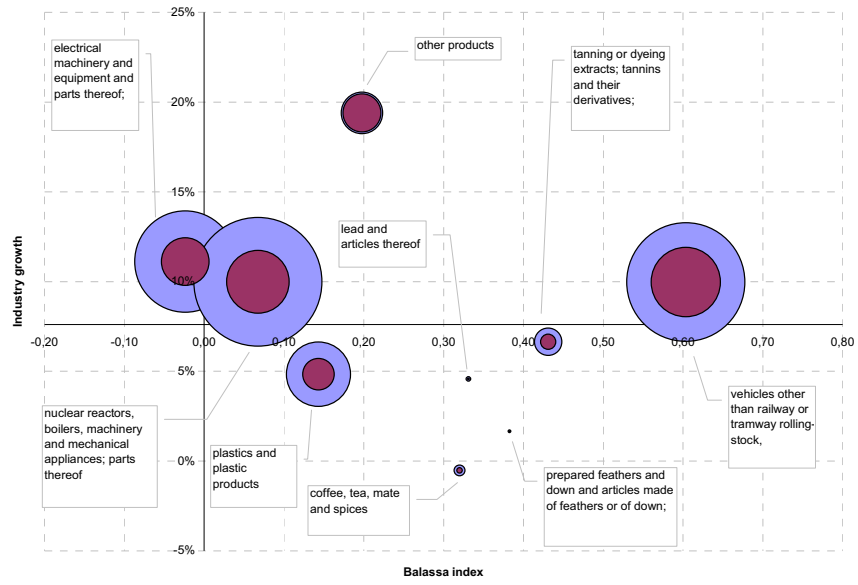 25%
electrical
machinery and
equipment and
parts thereof;
other products
tanning or dyeing
extracts; tannins
and their
derivatives;
20%
15%
lead and
articles thereof
10%
Industry growth
-0,20
-0,10
0,00
0,10
0,20
0,30
0,40
0,50
0,60
0,70
0,80
5%
nuclear reactors,
boilers, machinery
and mechanical
appliances; parts
thereof
vehicles other
than railway or
tramway rolling-
stock,
plastics and
plastic
products
0%
coffee, tea, mate
and spices
prepared feathers and
down and articles made
of feathers or of down;
-5%
Balassa index